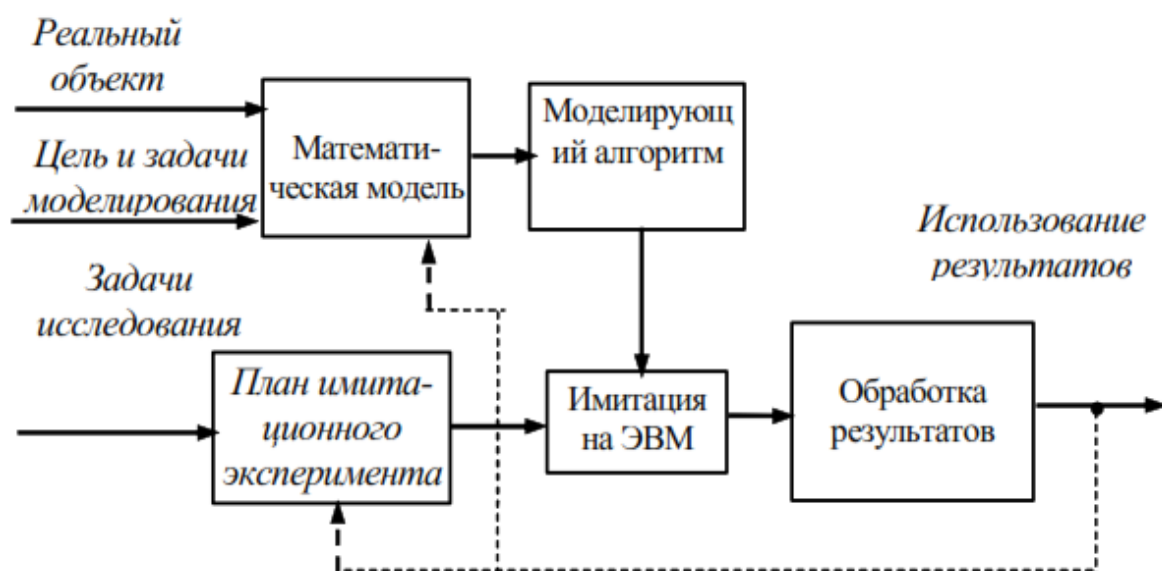 Реальный
объект
Цель и задачи
моделирования
Математи-
ческая модель
Моделирующ
ий алгоритм
Использование
результатов
Задачи
исследования
План имита-
ционного
эксперимента
Имитация
на ЭВМ
Обработка
результатов